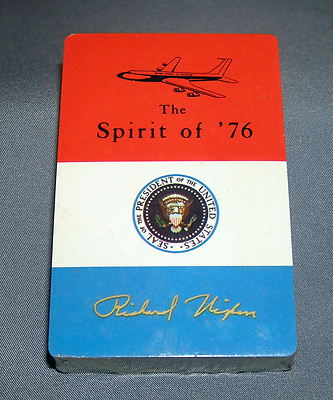 The
Spirit of '76
SEAL OF THE PRESIDENT OF THE UNITED STATES
Richard Nixon